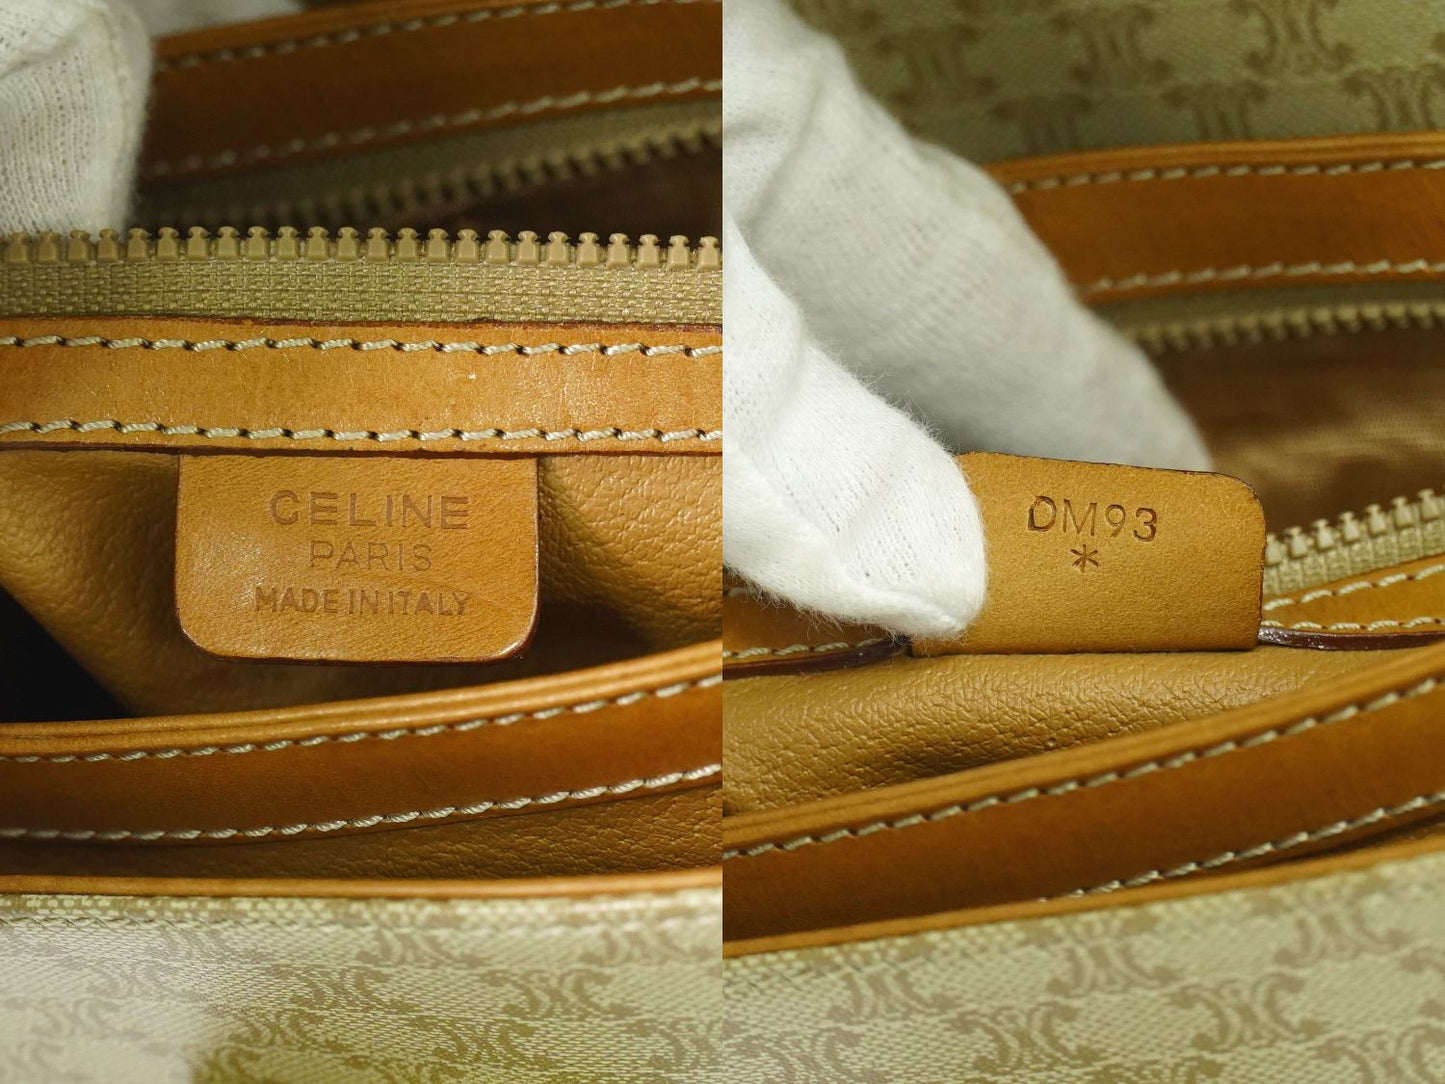 CELINE
PARIS
MADE IN ITALY
DM93
*